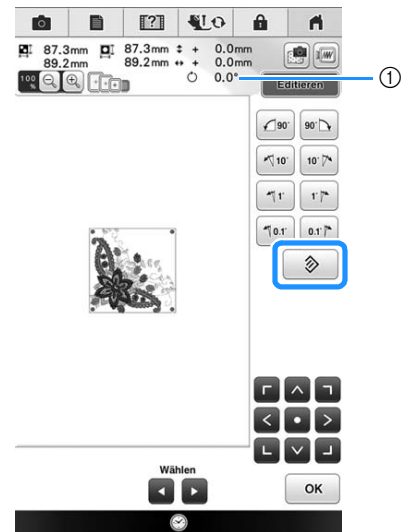 87.3mm 87.3mm + 0.0mm
89.2mm 89.2mm + 0.0mm
100 % 0.0° ①
Editieren
90° 90°
10° 10°
1° 1°
0.1° 0.1°
Wählen
OK